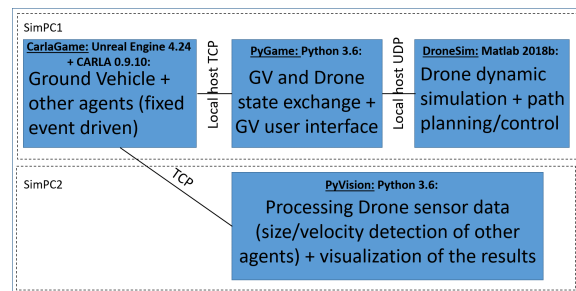 SimPC1
CarlaGame: Unreal Engine 4.24
+ CARLA 0.9.10:
Ground Vehicle +
other agents (fixed
event driven)
Local host TCP
PyGame: Python 3.6:
GV and Drone
state exchange +
GV user interface
Local host UDP
DroneSim: Matlab 2018b:
Drone dynamic
simulation + path
planning/control
TCP
SimPC2
PyVision: Python 3.6:
Processing Drone sensor data
(size/velocity detection of other
agents) + visualization of the results